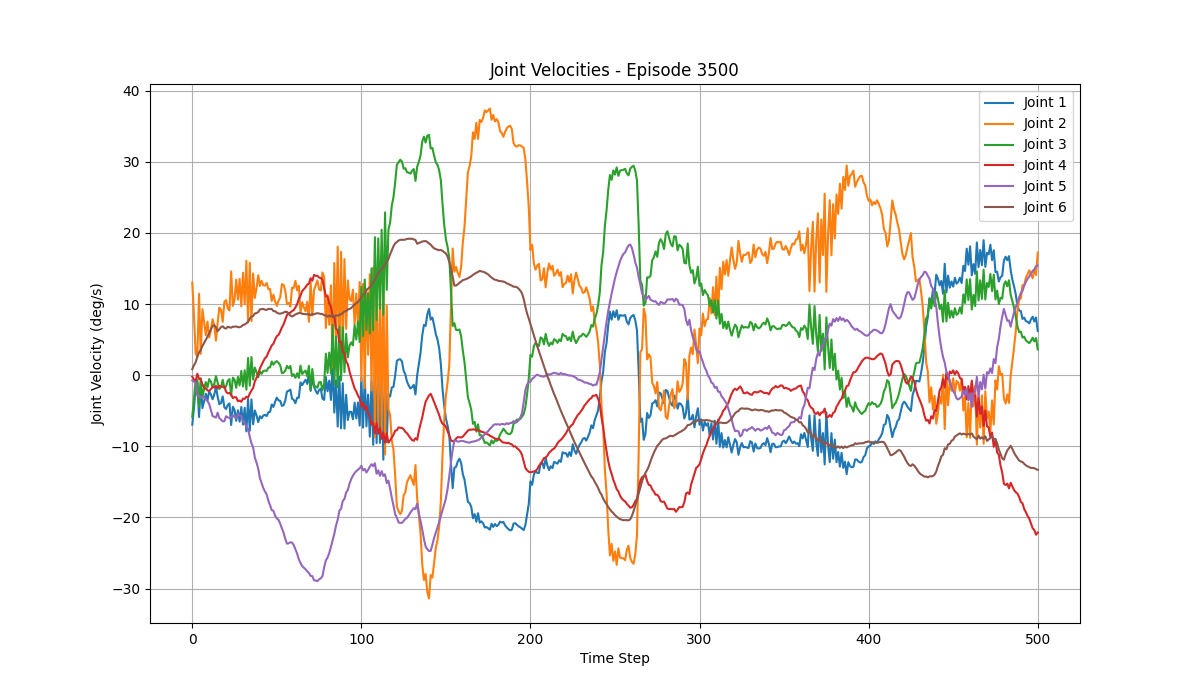 Joint Velocities - Episode 3500
Joint Velocity (deg/s)
40
30
20
10
0
−10
−20
−30
0 100 200 300 400 500
Time Step
Joint 1
Joint 2
Joint 3
Joint 4
Joint 5
Joint 6